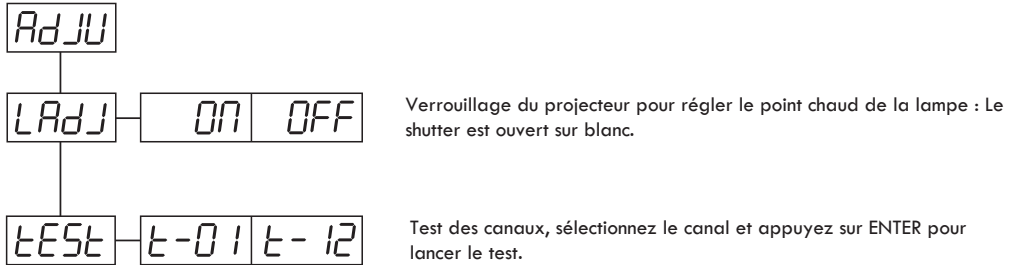 AdJU
LAdJ ON OFF
Verrouillage du projecteur pour régler le point chaud de la lampe : Le
shutter est ouvert sur blanc.
tESt t-01 t-12
Test des canaux, sélectionnez le canal et appuyez sur ENTER pour
lancer le test.